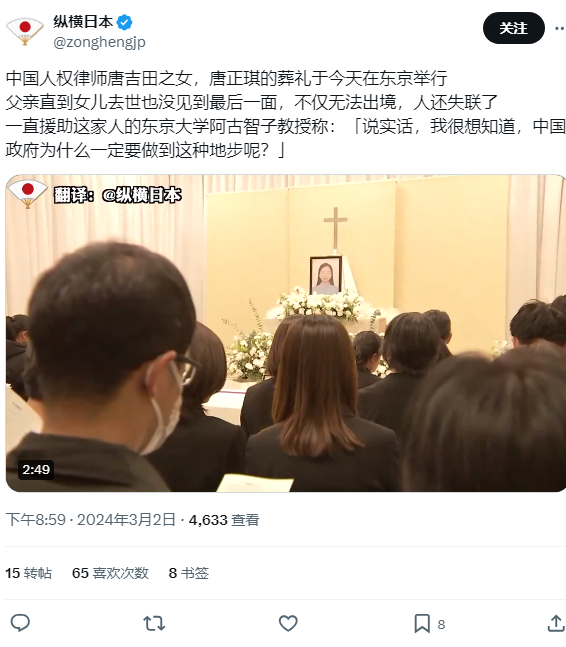 纵横日本
@zonghengjp
关注
中国人权律师唐吉田之女，唐正琪的葬礼于今天在东京举行
父亲直到女儿去世也没见到最后一面，不仅无法出境，人还失联了
一直援助这家人的东京大学阿古智子教授称：「说实话，我很想知道，中国
政府为什么一定要做到这种地步呢？」
翻译：@纵横日本
2:49
下午8:59 · 2024年3月2日 · 4,633 查看
15 转帖 65 喜欢次数 8 书签
8